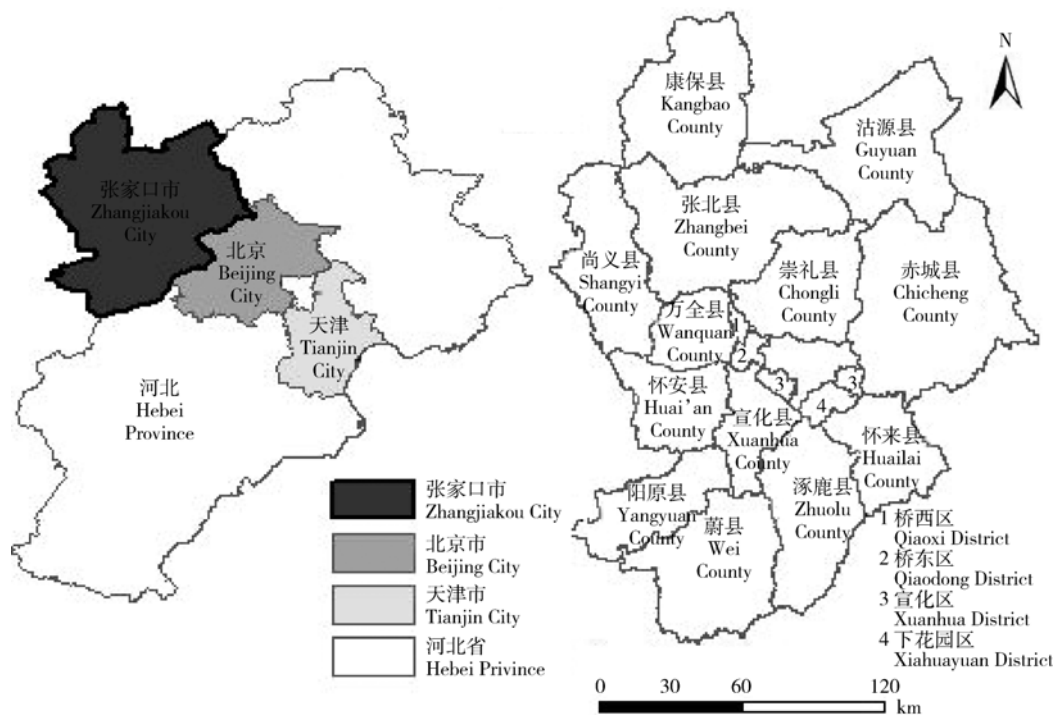 张家口市
Zhangjiakou
City
北京
Beijing
City
天津
Tianjin
City
河北
Hebei
Province
张家口市
Zhangjiakou City
北京市
Beijing City
天津市
Tianjin City
河北省
Hebei Privince
N
康保县
Kangbao
County
沽源县
Guyuan
County
张北县
Zhangbei
County
尚义县
Shangyi
County
崇礼县
Chongli
County
赤城县
Chicheng
County
万全县
Wanquan
County
1
2
3
3
4
怀安县
Huai'an
County
宣化县
Xuanhua
County
怀来县
Huailai
County
阳原县
Yangyuan
County
蔚县
Wei
County
涿鹿县
Zhuolu
County
1 桥西区
Qiaoxi District
2 桥东区
Qiaodong District
3 宣化区
Xuanhua District
4 下花园区
Xiahuayuan District
0 30 60 120
km